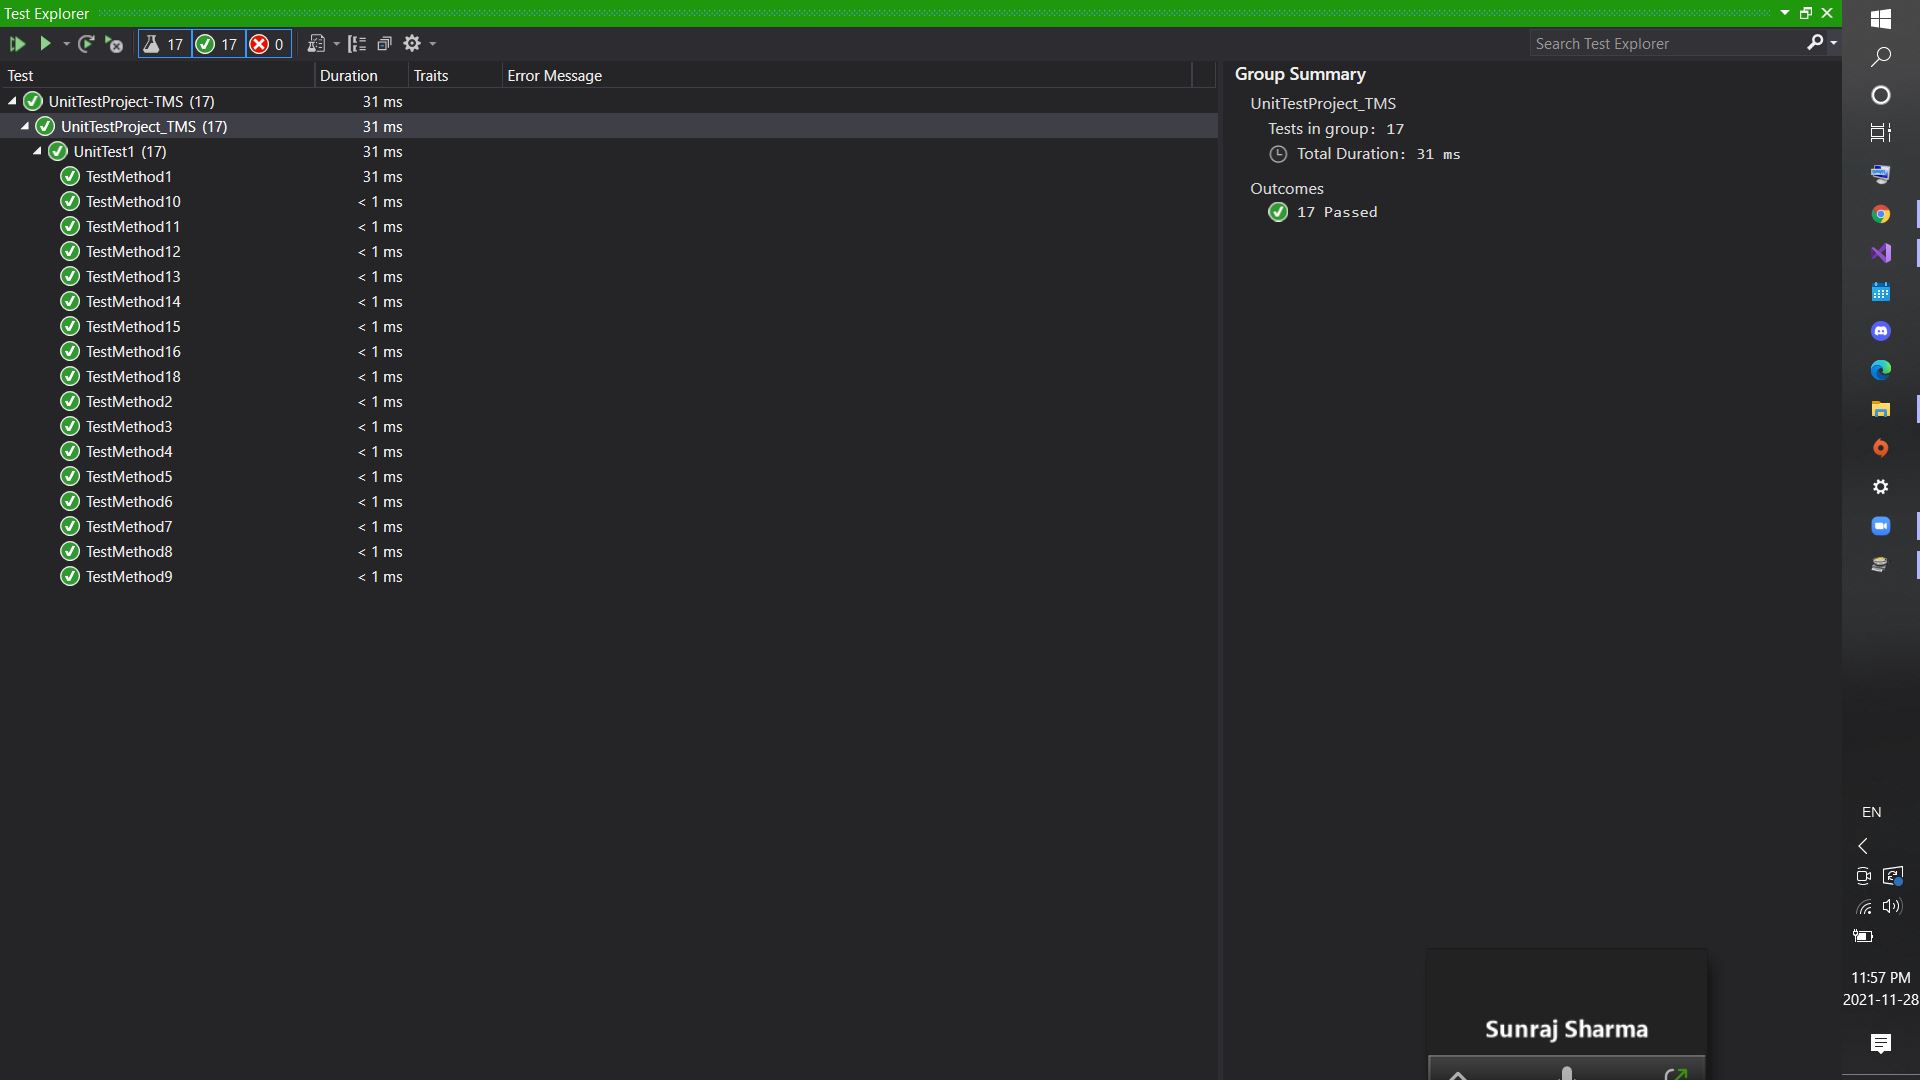 Test Explorer
17 17 0
Search Test Explorer
Test Duration Traits Error Message
UnitTestProject-TMS (17) 31 ms
UnitTestProject_TMS (17) 31 ms
UnitTest1 (17) 31 ms
TestMethod1 31 ms
TestMethod10 < 1 ms
TestMethod11 < 1 ms
TestMethod12 < 1 ms
TestMethod13 < 1 ms
TestMethod14 < 1 ms
TestMethod15 < 1 ms
TestMethod16 < 1 ms
TestMethod18 < 1 ms
TestMethod2 < 1 ms
TestMethod3 < 1 ms
TestMethod4 < 1 ms
TestMethod5 < 1 ms
TestMethod6 < 1 ms
TestMethod7 < 1 ms
TestMethod8 < 1 ms
TestMethod9 < 1 ms
Group Summary
UnitTestProject_TMS
Tests in group: 17
Total Duration: 31 ms
Outcomes
17 Passed
Sunraj Sharma
EN
11:57 PM
2021-11-28